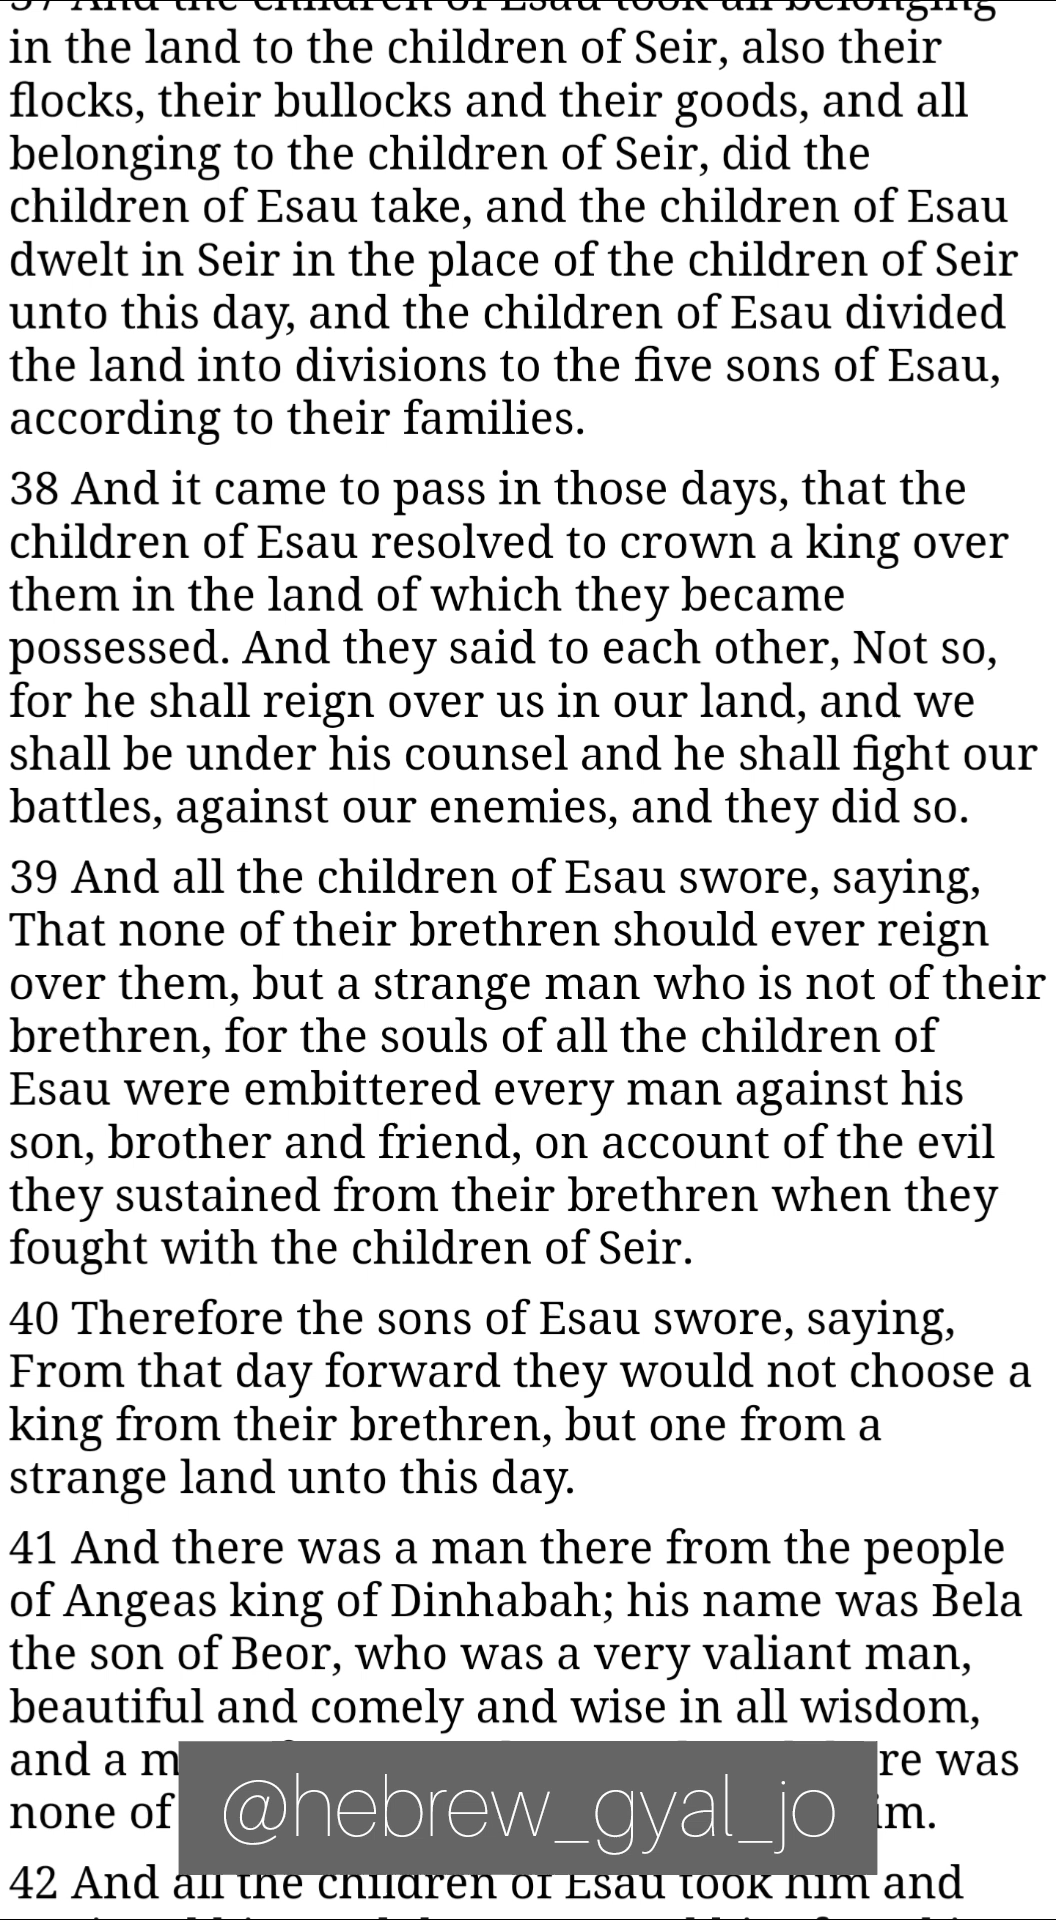 37 And the children of Esau took all belonging
in the land to the children of Seir, also their
flocks, their bullocks and their goods, and all
belonging to the children of Seir, did the
children of Esau take, and the children of Esau
dwelt in Seir in the place of the children of Seir
unto this day, and the children of Esau divided
the land into divisions to the five sons of Esau,
according to their families.
38 And it came to pass in those days, that the
children of Esau resolved to crown a king over
them in the land of which they became
possessed. And they said to each other, Not so,
for he shall reign over us in our land, and we
shall be under his counsel and he shall fight our
battles, against our enemies, and they did so.
39 And all the children of Esau swore, saying,
That none of their brethren should ever reign
over them, but a strange man who is not of their
brethren, for the souls of all the children of
Esau were embittered every man against his
son, brother and friend, on account of the evil
they sustained from their brethren when they
fought with the children of Seir.
40 Therefore the sons of Esau swore, saying,
From that day forward they would not choose a
king from their brethren, but one from a
strange land unto this day.
41 And there was a man there from the people
of Angeas king of Dinhabah; his name was Bela
the son of Beor, who was a very valiant man,
beautiful and comely and wise in all wisdom,
and a was
none of
@hebrew_gyal_jo
42 And all the children of Esau took him and